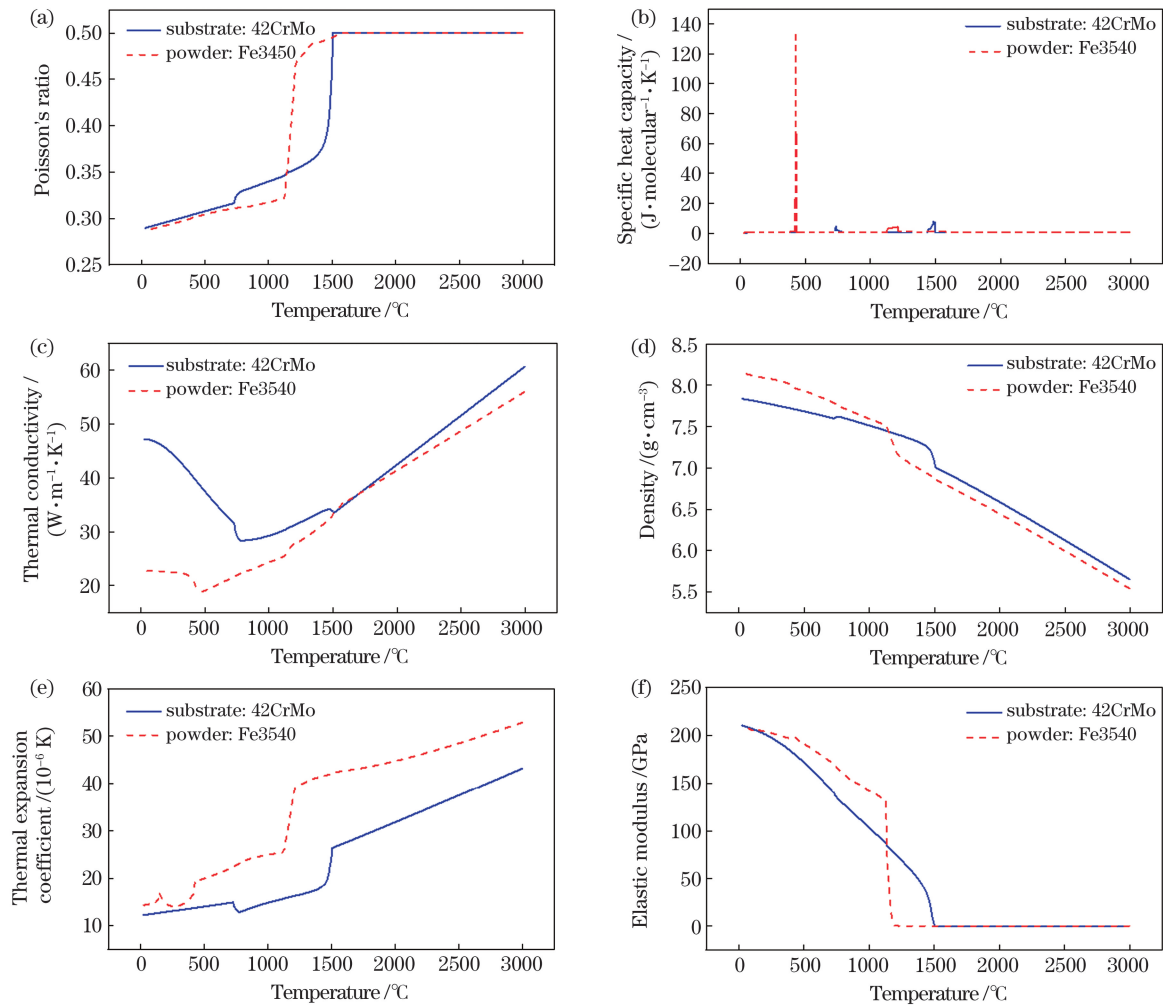 (a)
substrate: 42CrMo
powder: Fe3450
0.50
0.45
0.40
0.35
0.30
0.25
Poisson's ratio
0 500 1000 1500 2000 2500 3000
Temperature /℃
(b)
substrate: 42CrMo
powder: Fe3540
140
120
100
80
60
40
20
0
−20
Specific heat capacity /
(J·molecular⁻¹·K⁻¹)
0 500 1000 1500 2000 2500 3000
Temperature /℃
(c)
substrate: 42CrMo
powder: Fe3540
60
50
40
30
20
Thermal conductivity /
(W·m⁻¹·K⁻¹)
0 500 1000 1500 2000 2500 3000
Temperature /℃
(d)
substrate: 42CrMo
powder: Fe3540
8.5
8.0
7.5
7.0
6.5
6.0
5.5
Density /(g·cm⁻³)
0 500 1000 1500 2000 2500 3000
Temperature /℃
(e)
substrate: 42CrMo
powder: Fe3540
60
50
40
30
20
10
Thermal expansion
coefficient /(10⁻⁶ K)
0 500 1000 1500 2000 2500 3000
Temperature /℃
(f)
substrate: 42CrMo
powder: Fe3540
250
200
150
100
50
0
Elastic modulus /GPa
0 500 1000 1500 2000 2500 3000
Temperature /℃